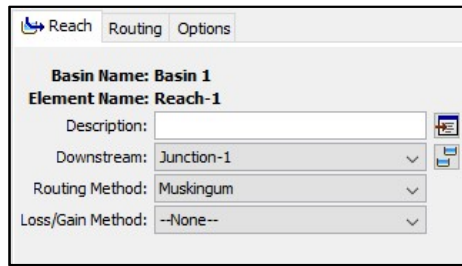 Reach Routing Options
Basin Name: Basin 1
Element Name: Reach-1
Description:
Downstream: Junction-1
Routing Method: Muskingum
Loss/Gain Method: --None--